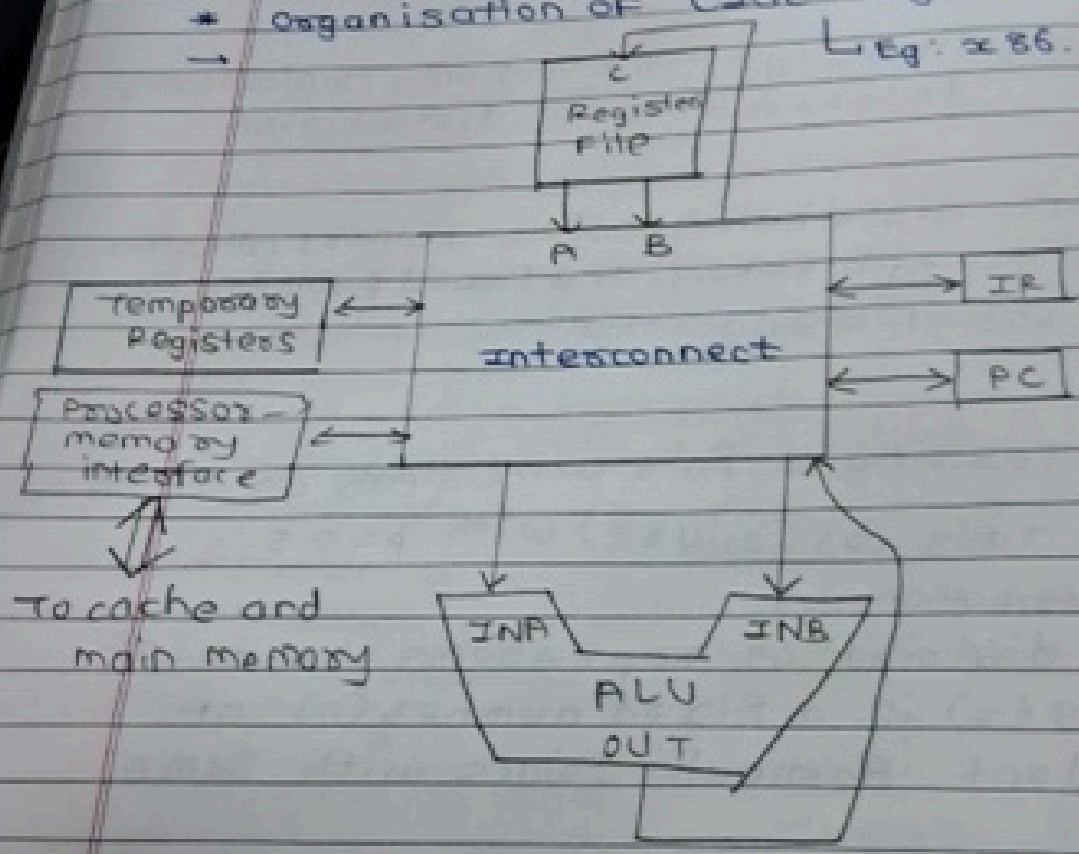 * Organisation of
→
Eg: x86.
C
Register
File
A B
Temporary
Registers
Interconnect
IR
PC
Processor-
memory
interface
To cache and
main memory
INA INB
ALU
OUT